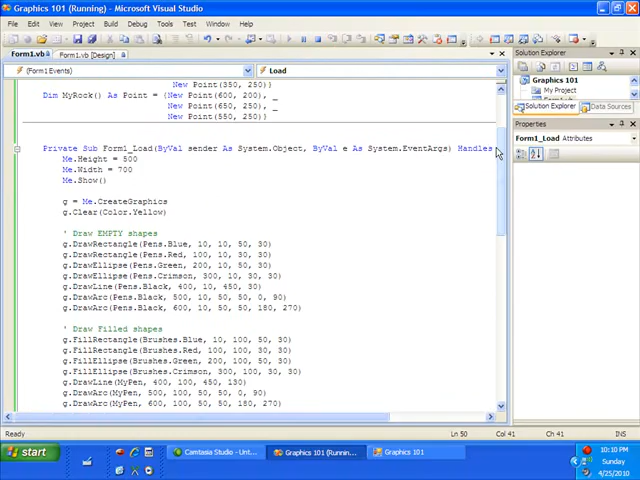 Graphics 101 (Running) - Microsoft Visual Studio
File Edit View Project Build Debug Data Tools Test Window Help
Form1.vb Form1.vb [Design]
(Form1 Events) Load
New Point(350, 250)}
Dim MyRock() As Point = {New Point(600, 200), _
New Point(650, 250), _
New Point(550, 250)}
Private Sub Form1_Load(ByVal sender As System.Object, ByVal e As System.EventArgs) Handles
Me.Height = 500
Me.Width = 700
Me.Show()
g = Me.CreateGraphics
g.Clear(Color.Yellow)
' Draw EMPTY shapes
g.DrawRectangle(Pens.Blue, 10, 10, 50, 30)
g.DrawRectangle(Pens.Red, 100, 10, 30, 30)
g.DrawEllipse(Pens.Green, 200, 10, 50, 30)
g.DrawEllipse(Pens.Crimson, 300, 10, 30, 30)
g.DrawLine(Pens.Black, 400, 10, 450, 30)
g.DrawArc(Pens.Black, 500, 10, 50, 50, 0, 90)
g.DrawArc(Pens.Black, 600, 10, 50, 50, 180, 270)
' Draw Filled shapes
g.FillRectangle(Brushes.Blue, 10, 100, 50, 30)
g.FillRectangle(Brushes.Red, 100, 100, 30, 30)
g.FillEllipse(Brushes.Green, 200, 100, 50, 30)
g.FillEllipse(Brushes.Crimson, 300, 100, 30, 30)
g.DrawLine(MyPen, 400, 100, 450, 130)
g.DrawArc(MyPen, 500, 100, 50, 50, 0, 90)
g.DrawArc(MyPen, 600, 100, 50, 50, 180, 270)
Solution Explorer
Graphics 101
My Project
Solution Explorer Data Sources
Properties
Form1_Load Attributes
Ready Ln 50 Col 41 Ch 41 INS
start Camtasia Studio - Unt... Graphics 101 (Runnin... Graphics 101
10:10 PM
Sunday
4/25/2010